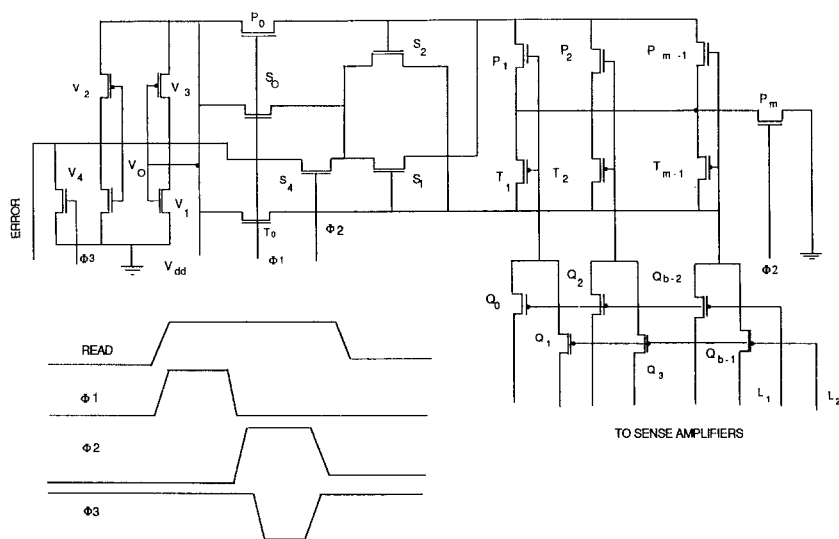 P0
S2
P1
P2
Pm-1
V2
V3
S0
Pm
V0
V4
V1
S4
S1
T1
T2
Tm-1
ERROR
Φ3
Vdd
T0
Φ1
Φ2
Φ2
Q0
Q2
Qb-2
Q1
Q3
Qb-1
L1
L2
READ
Φ1
Φ2
Φ3
TO SENSE AMPLIFIERS